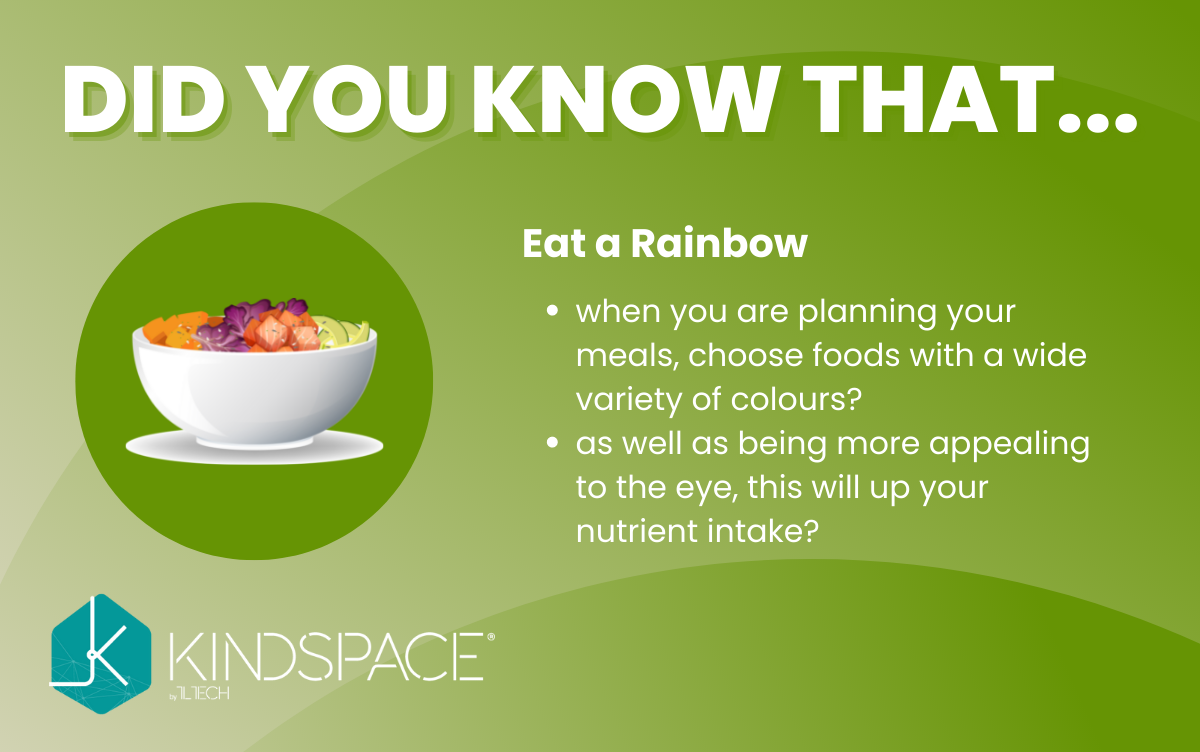 DID YOU KNOW THAT...
Eat a Rainbow
• when you are planning your
meals, choose foods with a wide
variety of colours?
• as well as being more appealing
to the eye, this will up your
nutrient intake?
KINDSPACE®
by JLTECH